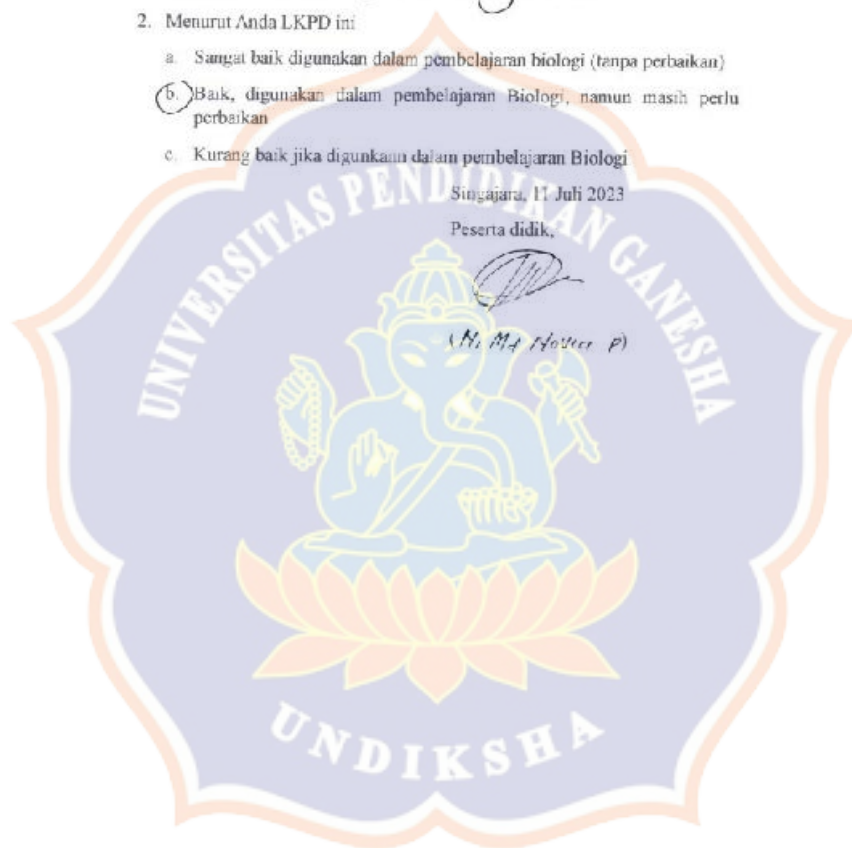 2. Menurut Anda LKPD ini
a. Sangat baik digunakan dalam pembelajaran biologi (tanpa perbaikan)
b. Baik, digunakan dalam pembelajaran Biologi, namun masih perlu
perbaikan
c. Kurang baik jika digunkaan dalam pembelajaran Biologi
Singajara, 11 Juli 2023
Peserta didik,
UNIVERSITAS PENDIDIKAN GANESHA
UNDIKSHA